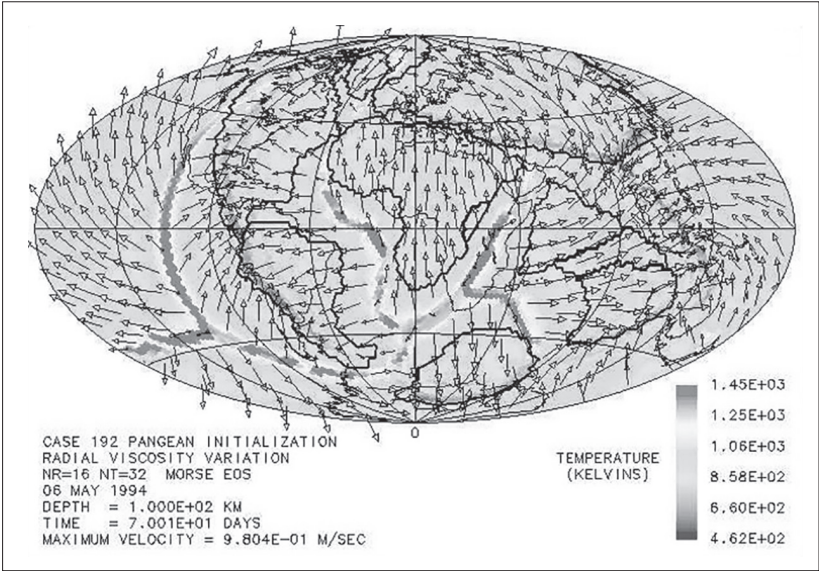 0
CASE 192 PANGEAN INITIALIZATION
RADIAL VISCOSITY VARIATION
NR=16 NT=32 MORSE EOS
06 MAY 1994
DEPTH = 1.000E+02 KM
TIME = 7.001E+01 DAYS
MAXIMUM VELOCITY = 9.804E-01 M/SEC
TEMPERATURE
(KELVINS)
1.45E+03
1.25E+03
1.06E+03
8.58E+02
6.60E+02
4.62E+02